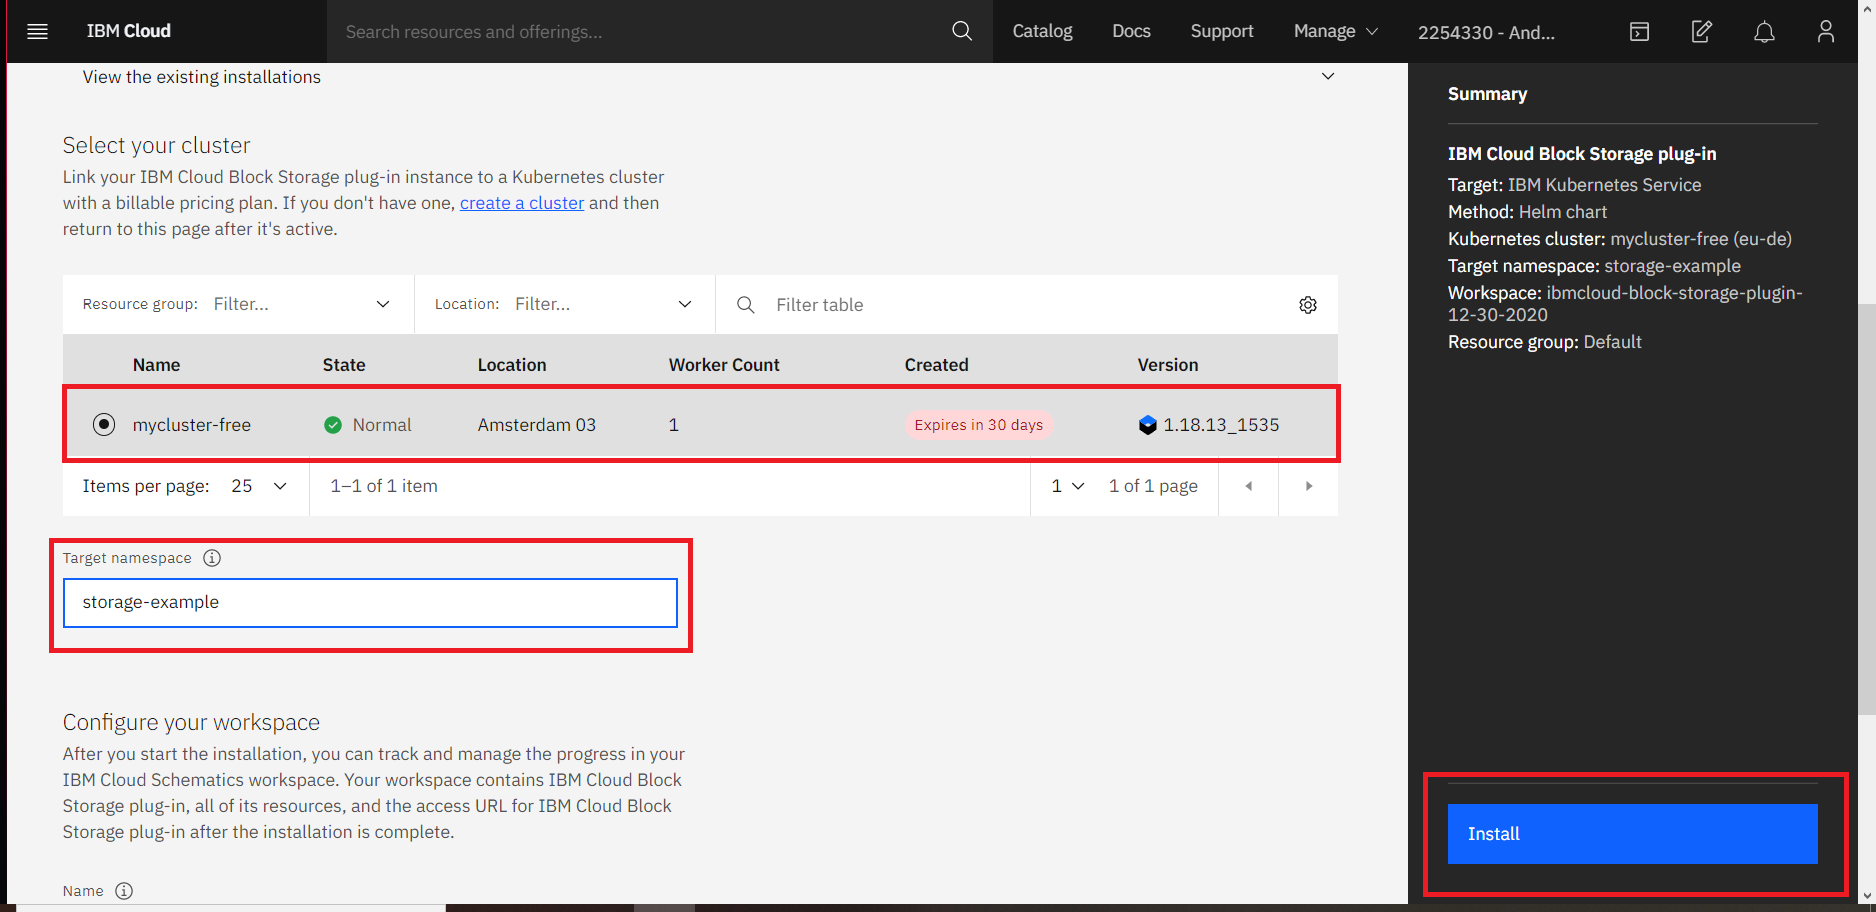 IBM Cloud
Search resources and offerings...
Catalog
Docs
Support
Manage
2254330 - And...
View the existing installations
Select your cluster
Link your IBM Cloud Block Storage plug-in instance to a Kubernetes cluster
with a billable pricing plan. If you don't have one, create a cluster and then
return to this page after it's active.
Resource group: Filter...
Location: Filter...
Filter table
Name State Location Worker Count Created Version
mycluster-free Normal Amsterdam 03 1 Expires in 30 days 1.18.13_1535
Items per page: 25 1–1 of 1 item 1 1 of 1 page
Target namespace
storage-example
Configure your workspace
After you start the installation, you can track and manage the progress in your
IBM Cloud Schematics workspace. Your workspace contains IBM Cloud Block
Storage plug-in, all of its resources, and the access URL for IBM Cloud Block
Storage plug-in after the installation is complete.
Name
Summary
IBM Cloud Block Storage plug-in
Target: IBM Kubernetes Service
Method: Helm chart
Kubernetes cluster: mycluster-free (eu-de)
Target namespace: storage-example
Workspace: ibmcloud-block-storage-plugin-
12-30-2020
Resource group: Default
Install